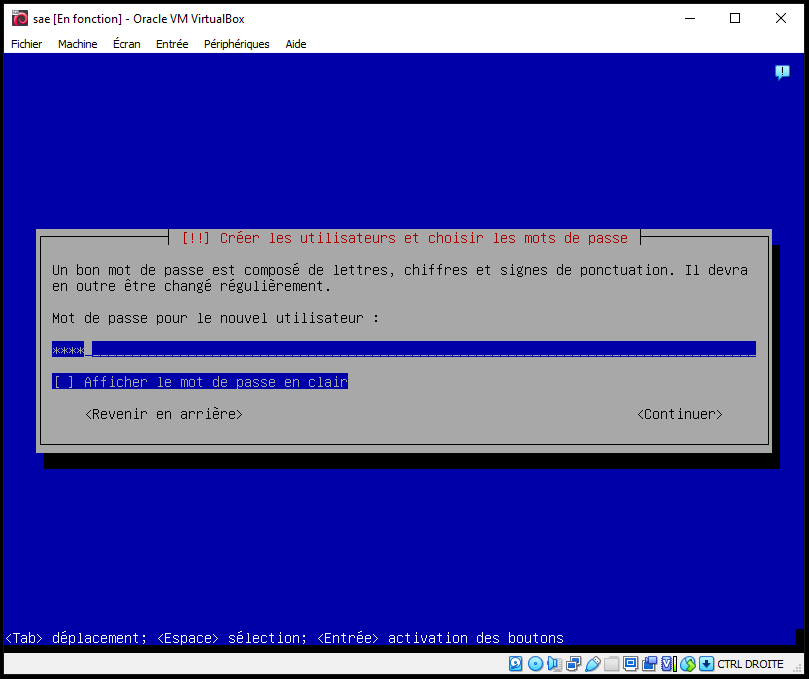 sae [En fonction] - Oracle VM VirtualBox
Fichier Machine Écran Entrée Périphériques Aide
[!!] Créer les utilisateurs et choisir les mots de passe
Un bon mot de passe est composé de lettres, chiffres et signes de ponctuation. Il devra
en outre être changé régulièrement.
Mot de passe pour le nouvel utilisateur :
****
[ ] Afficher le mot de passe en clair
<Revenir en arrière> <Continuer>
<Tab> déplacement; <Espace> sélection; <Entrée> activation des boutons
CTRL DROITE